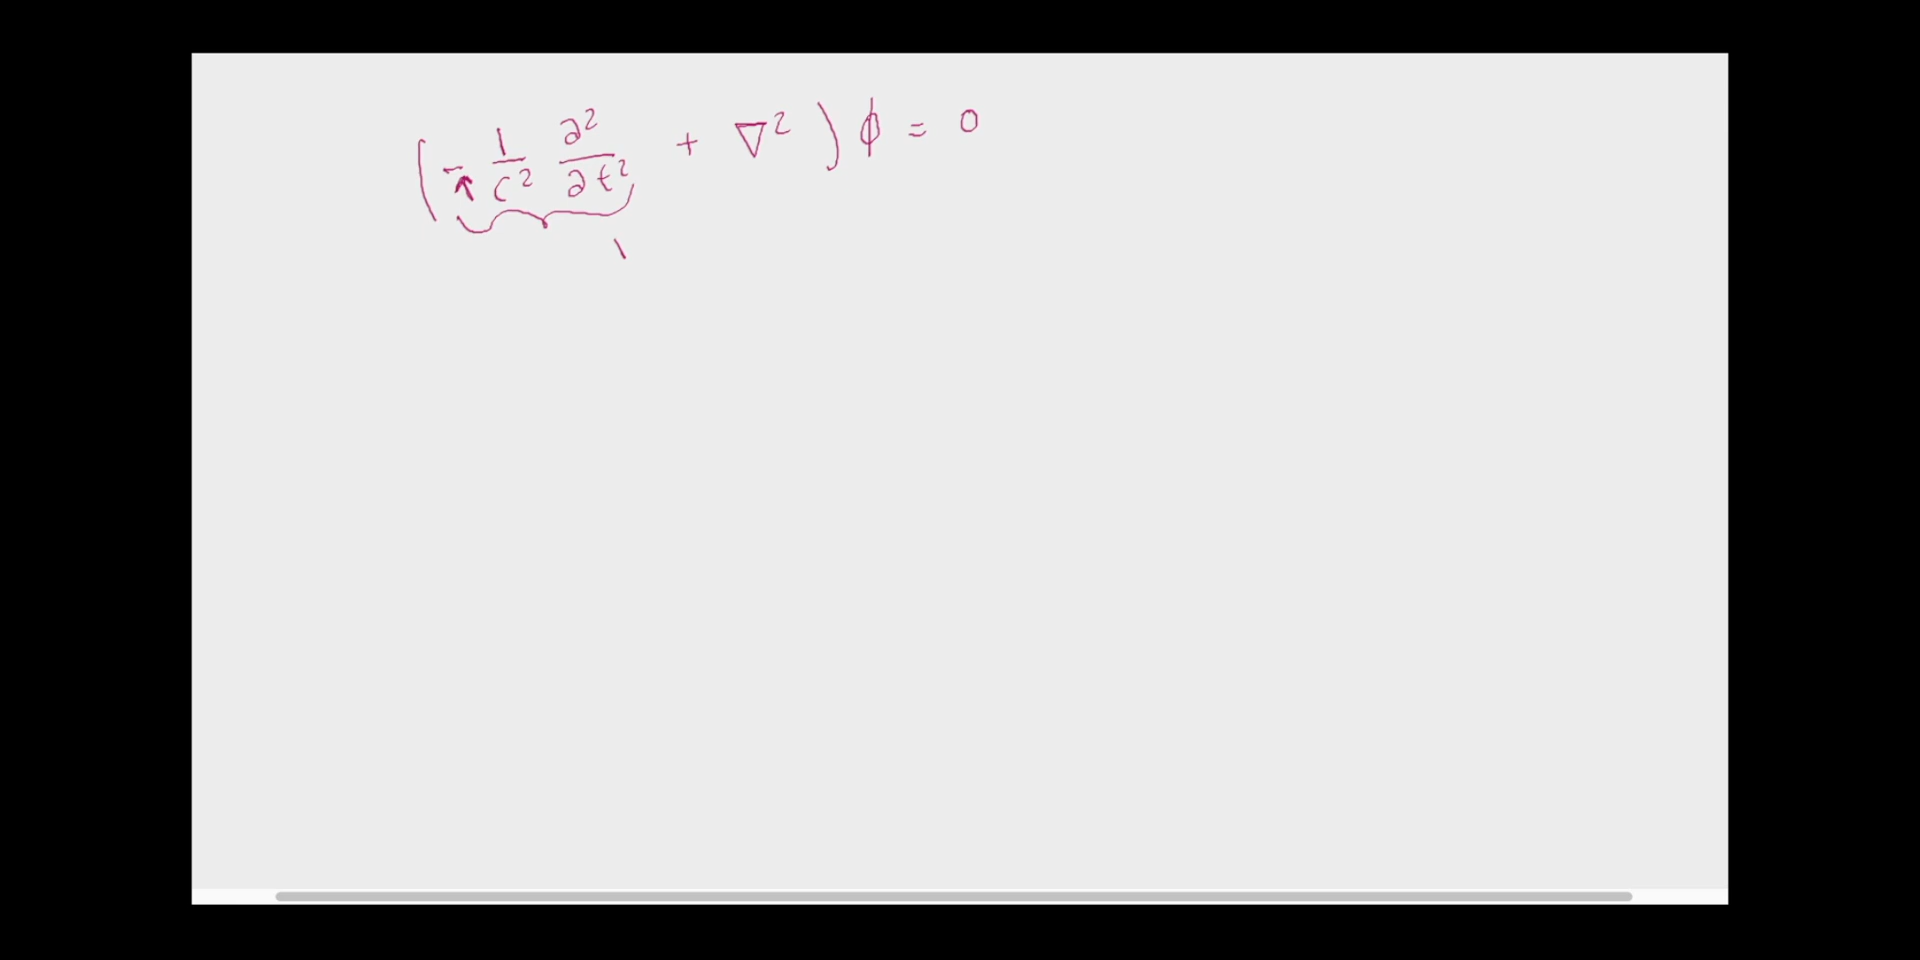 ( - 1/c² ∂²/∂t² + ∇² ) ϕ = 0